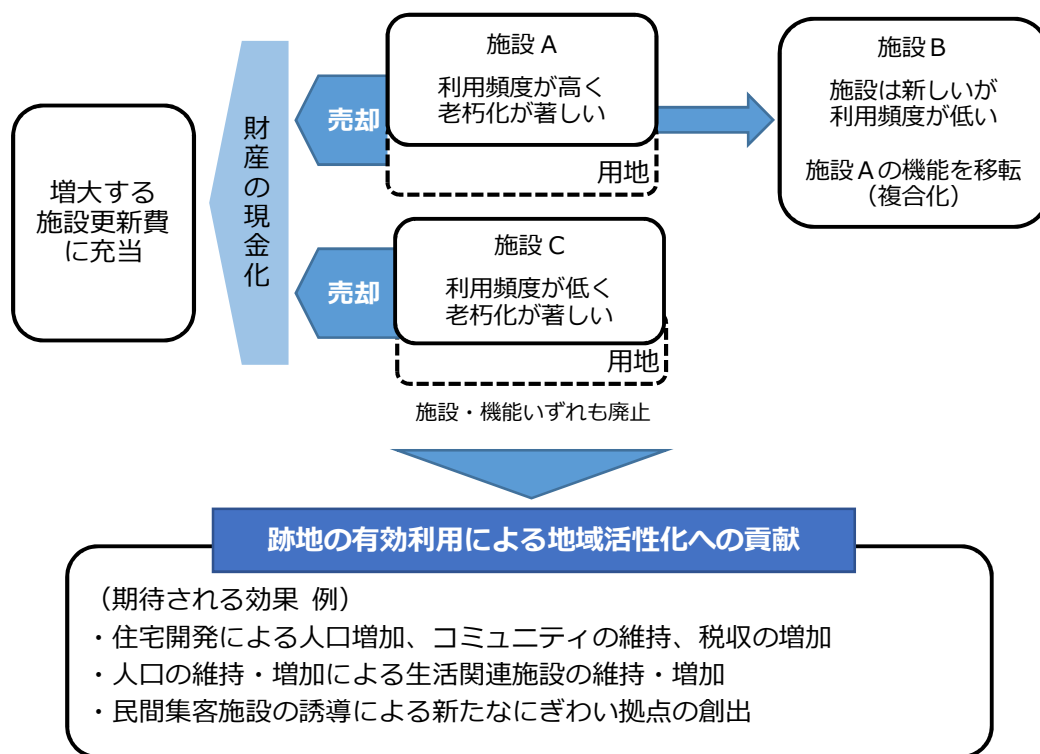 施設A
利用頻度が高く
老朽化が著しい
用地
売却
施設B
施設は新しいが
利用頻度が低い
施設Aの機能を移転
（複合化）
財産の現金化
増大する
施設更新費
に充当
施設C
利用頻度が低く
老朽化が著しい
用地
売却
施設・機能いずれも廃止
跡地の有効利用による地域活性化への貢献
（期待される効果 例）
・住宅開発による人口増加、コミュニティの維持、税収の増加
・人口の維持・増加による生活関連施設の維持・増加
・民間集客施設の誘導による新たなにぎわい拠点の創出